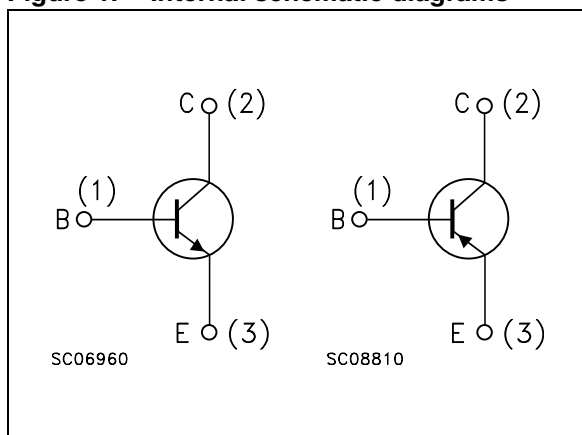 Figure 1. Internal schematic diagrams
C (2)
(1)
B
E (3)
SC06960
C (2)
(1)
B
E (3)
SC08810